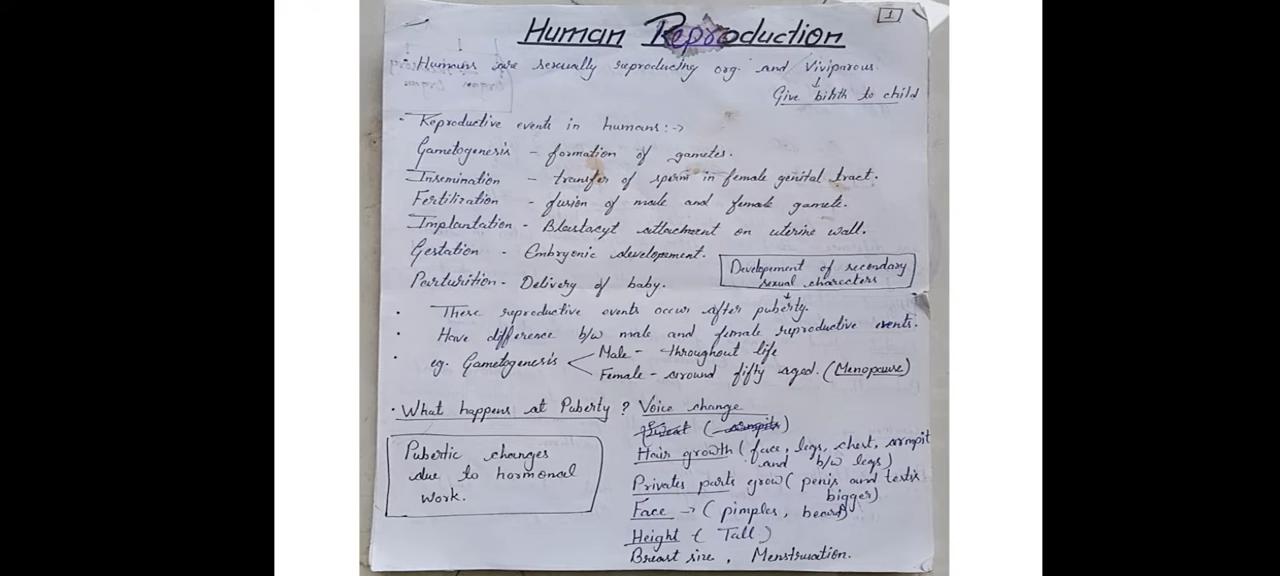 1
Human Reproduction
· Humans are sexually reproducing org. and Viviparous.
↓
Give birth to child
· Reproductive events in humans :->
Gametogenesis - formation of gametes.
Insemination - transfer of sperm in female genital tract.
Fertilization - fusion of male and female gamete.
Implantation - Blastocyt attachment on uterine wall.
Gestation - Embryonic development.
Developement of secondary
sexual characters
Parturition - Delivery of baby.
· These reproductive events occur after puberty.
· Have difference b/w male and female reproductive events.
· eg. Gametogenesis < Male - throughout life
Female - around fifty aged. (Menopause)
· What happens at Puberty ? Voice change
Sweat (armpits)
Pubertic changes
due to hormonal
work.
Hair growth (face, legs, chest, armpit
and b/w legs)
Privates parts grow (penis and testis
bigger)
Face -> (pimples, beard)
Height ( Tall )
Breast size, Menstruation.